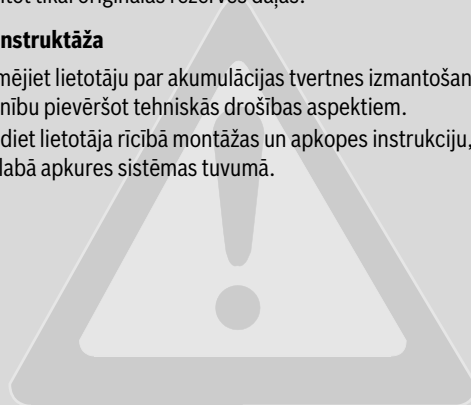 tikai oriģinālās rezerves daļas.
nstruktāža
mējiet lietotāju par akumulācijas tvertnes izmantošan
nību pievēršot tehniskās drošības aspektiem.
diet lietotāja rīcībā montāžas un apkopes instrukciju,
labā apkures sistēmas tuvumā.